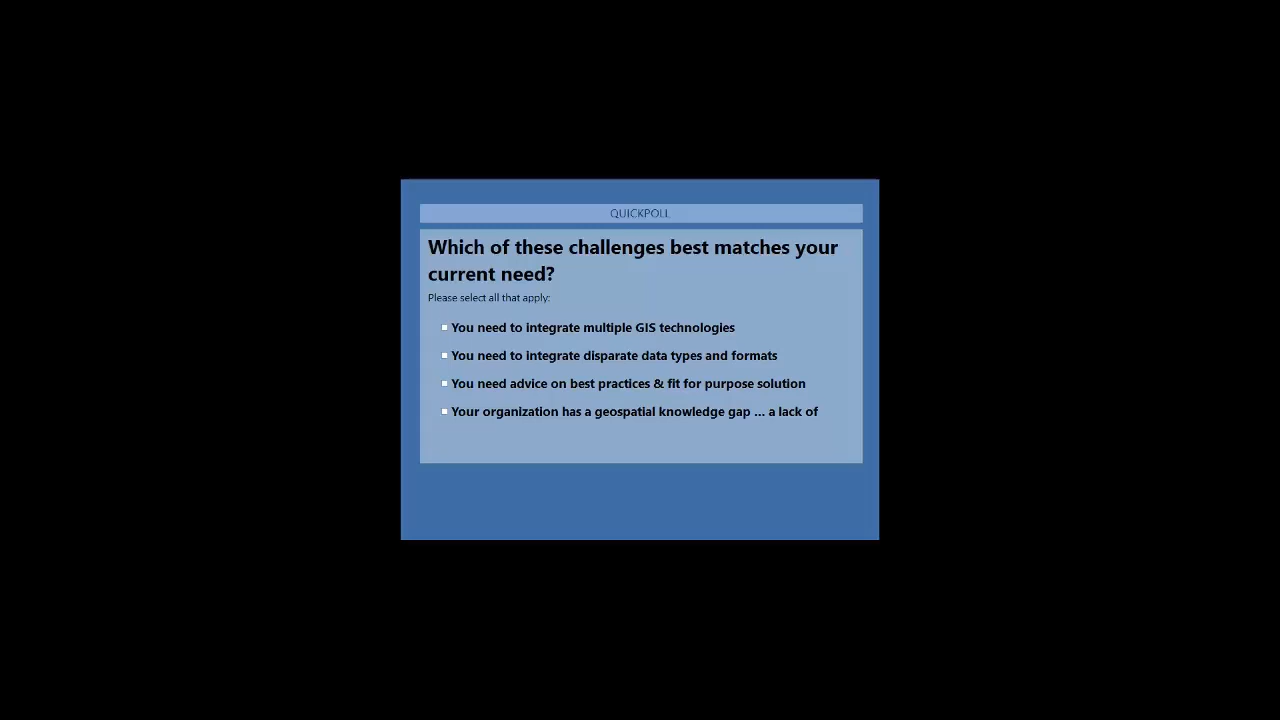 QUICKPOLL
Which of these challenges best matches your
current need?
Please select all that apply:
You need to integrate multiple GIS technologies
You need to integrate disparate data types and formats
You need advice on best practices & fit for purpose solution
Your organization has a geospatial knowledge gap ... a lack of